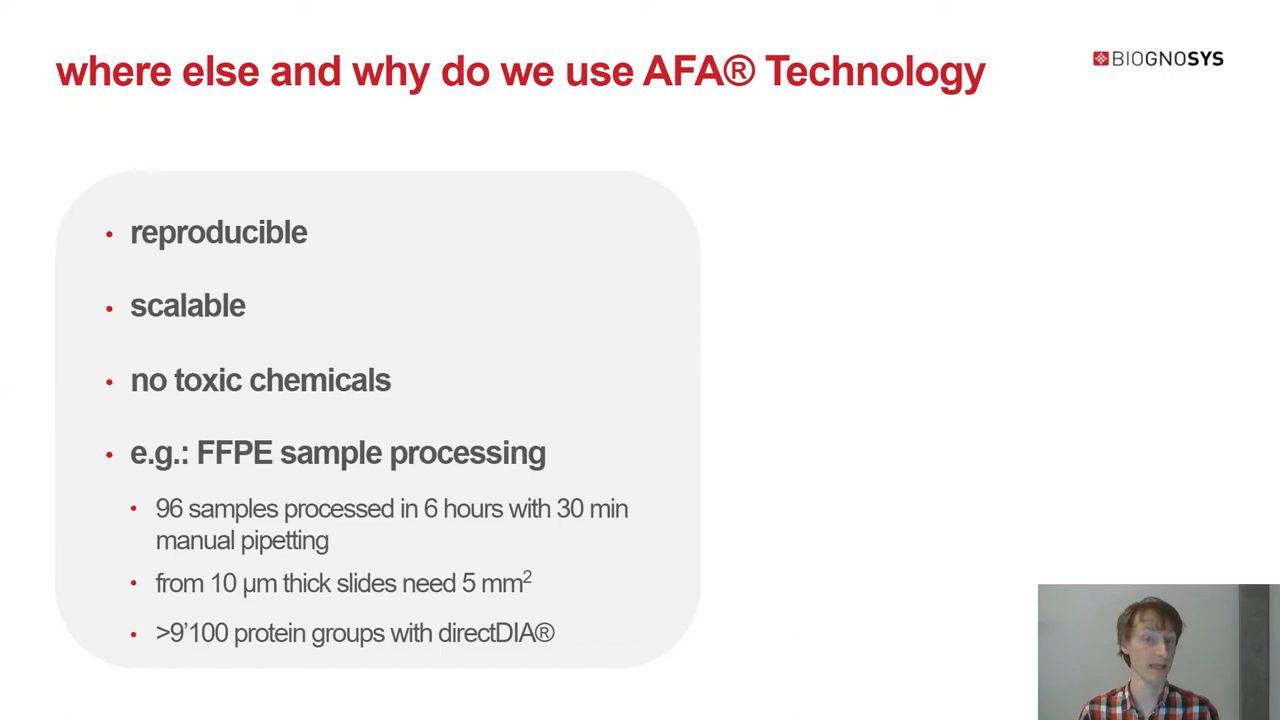 where else and why do we use AFA® Technology
BIOGNOSYS
• reproducible
• scalable
• no toxic chemicals
• e.g.: FFPE sample processing
• 96 samples processed in 6 hours with 30 min
manual pipetting
• from 10 µm thick slides need 5 mm²
• >9’100 protein groups with directDIA®